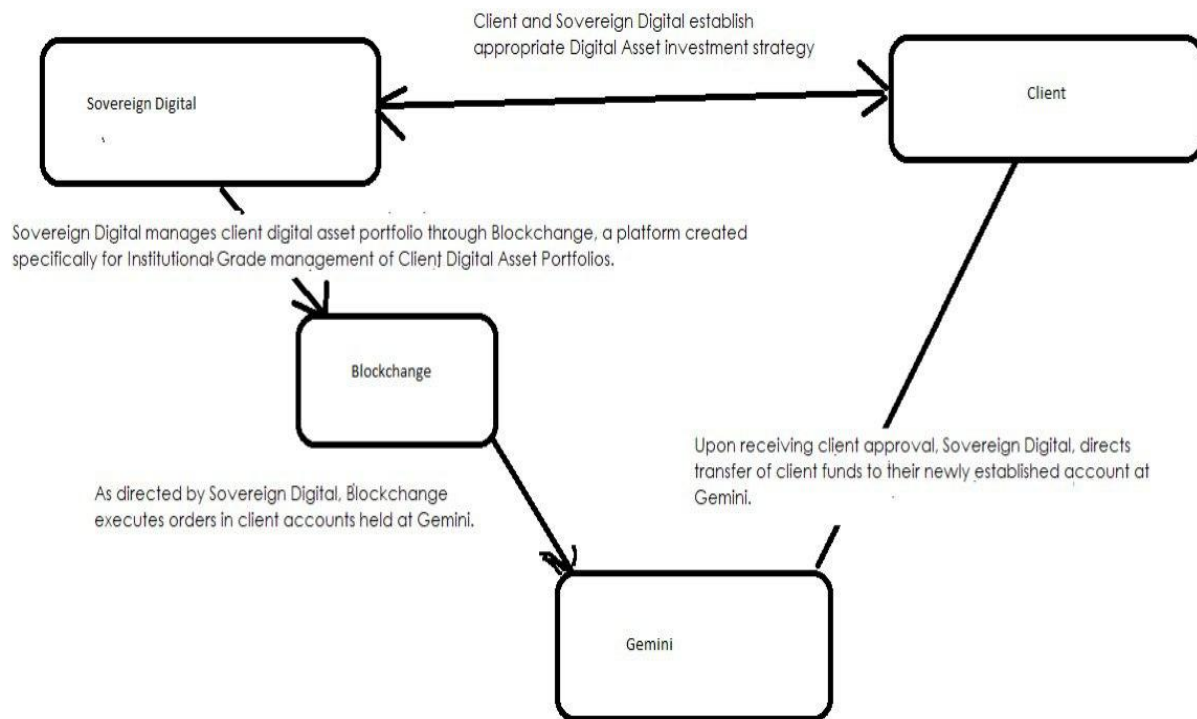 Client and Sovereign Digital establish
appropriate Digital Asset investment strategy
Sovereign Digital
Client
Sovereign Digital manages client digital asset portfolio through Blockchange, a platform created
specifically for Institutional Grade management of Client Digital Asset Portfolios.
Blockchange
Upon receiving client approval, Sovereign Digital, directs
transfer of client funds to their newly established account at
Gemini.
As directed by Sovereign Digital, Blockchange
executes orders in client accounts held at Gemini.
Gemini